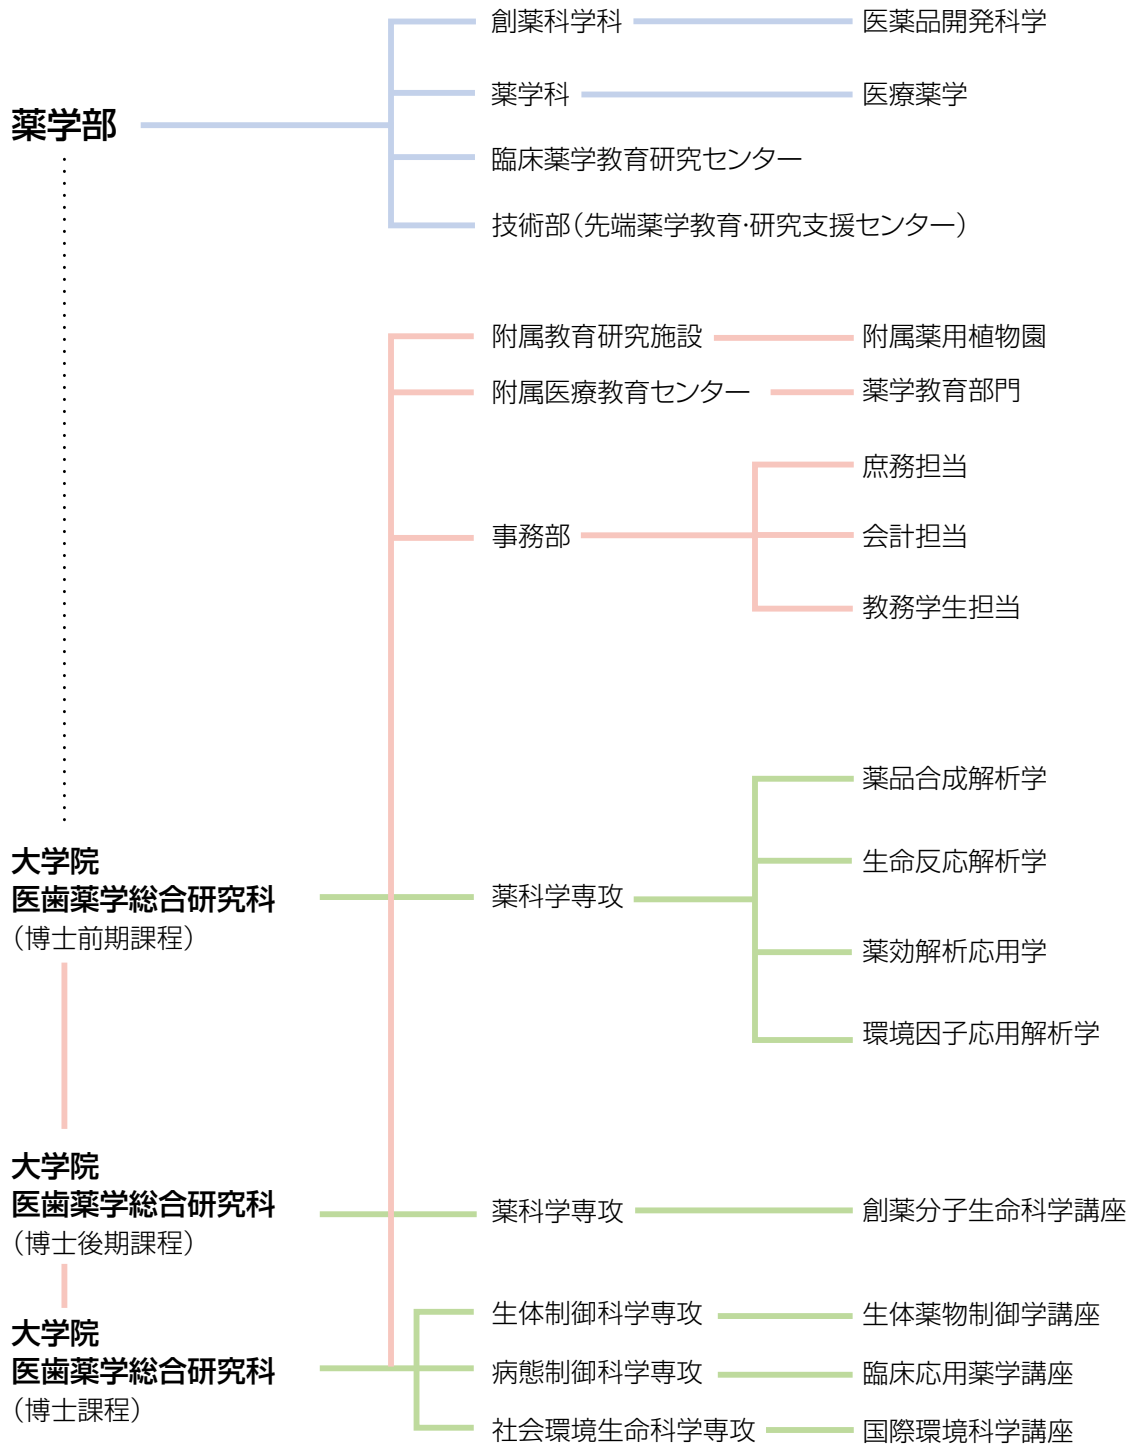 薬学部
創薬科学科
医薬品開発科学
薬学科
医療薬学
臨床薬学教育研究センター
技術部（先端薬学教育・研究支援センター）
附属教育研究施設
附属薬用植物園
附属医療教育センター
薬学教育部門
事務部
庶務担当
会計担当
教務学生担当
大学院
医歯薬学総合研究科
（博士前期課程）
薬科学専攻
薬品合成解析学
生命反応解析学
薬効解析応用学
環境因子応用解析学
大学院
医歯薬学総合研究科
（博士後期課程）
薬科学専攻
創薬分子生命科学講座
大学院
医歯薬学総合研究科
（博士課程）
生体制御科学専攻
生体薬物制御学講座
病態制御科学専攻
臨床応用薬学講座
社会環境生命科学専攻
国際環境科学講座